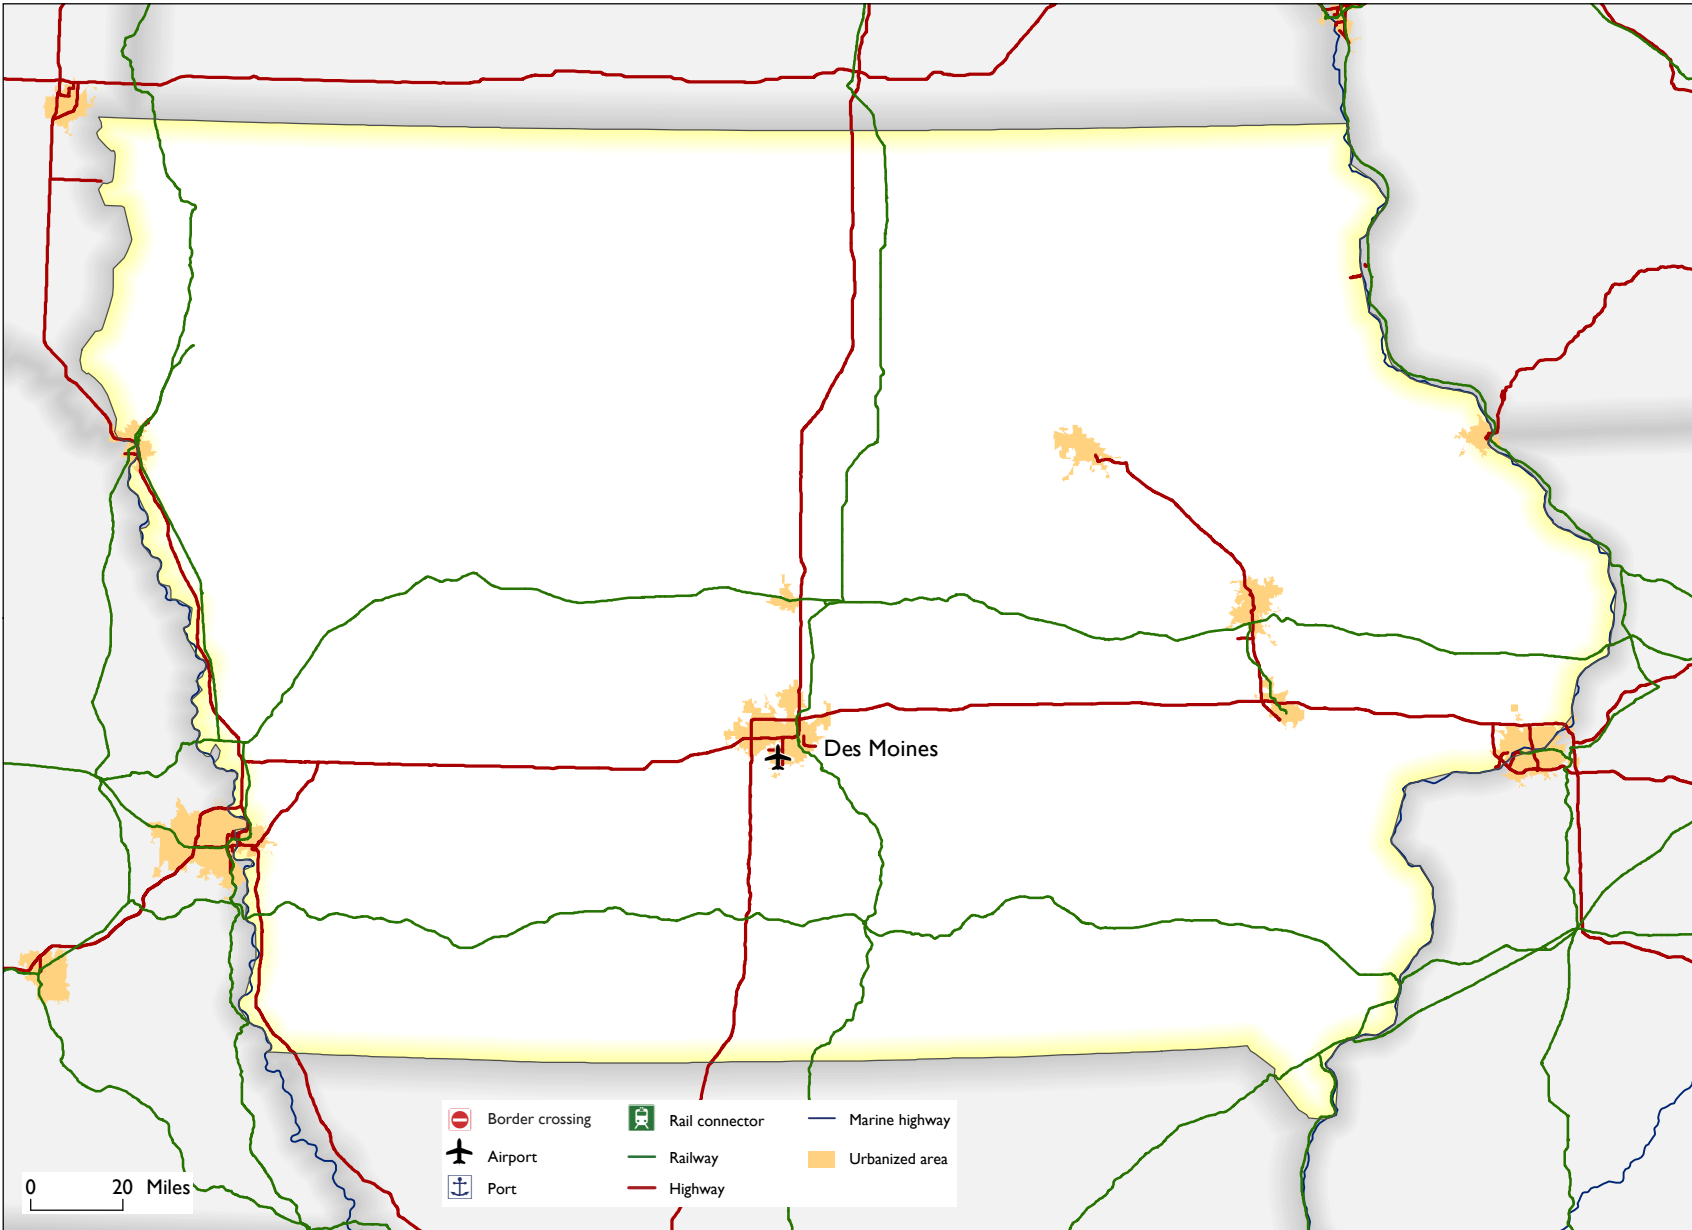 Des Moines
Border crossing
Rail connector
Marine highway
Airport
Railway
Urbanized area
Port
Highway
0 20 Miles